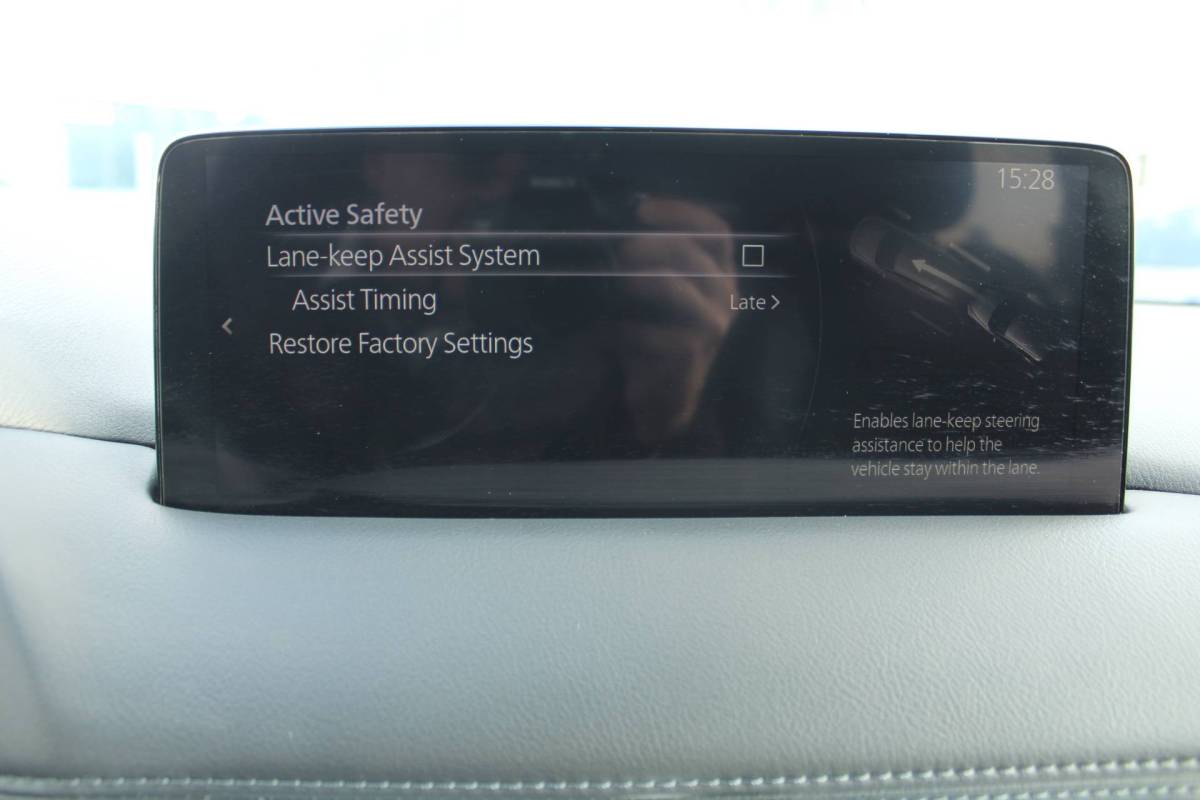 15:28
Active Safety
Lane-keep Assist System
Assist Timing Late >
Restore Factory Settings
Enables lane-keep steering
assistance to help the
vehicle stay within the lane.